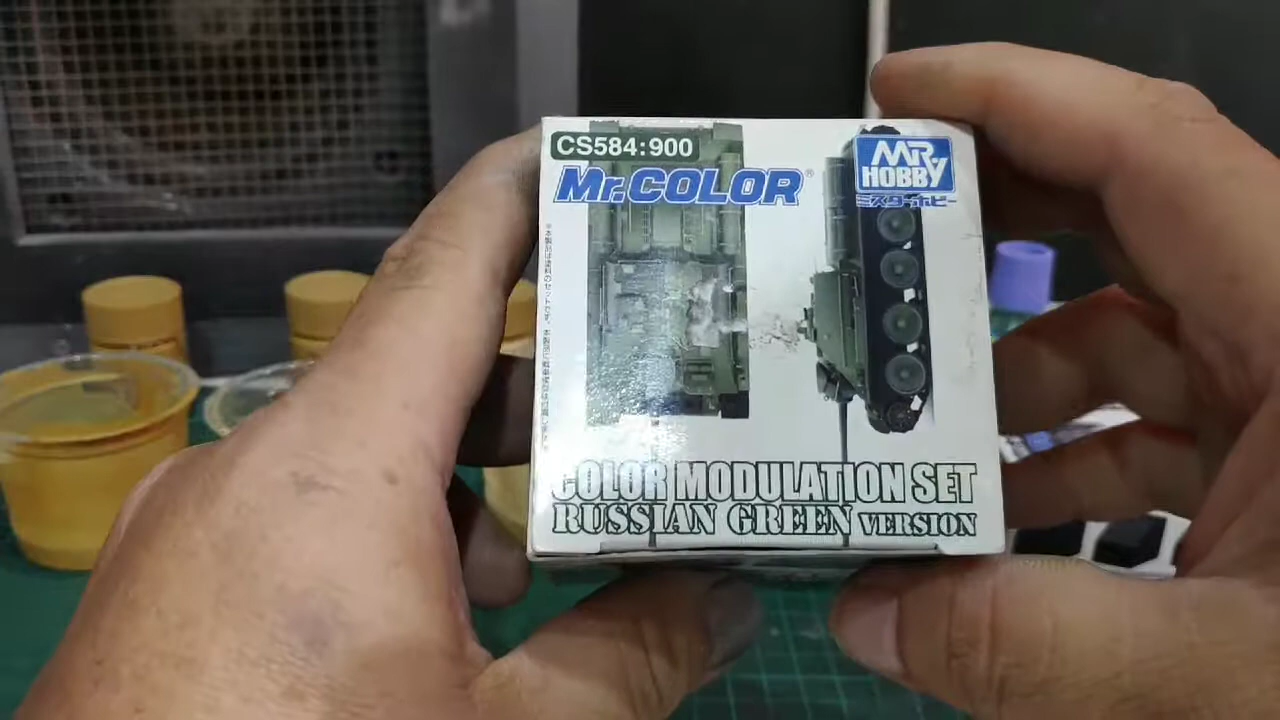 CS584:900
Mr.COLOR®
MR HOBBY
ミスターホビー
COLOR MODULATION SET
RUSSIAN GREEN VERSION